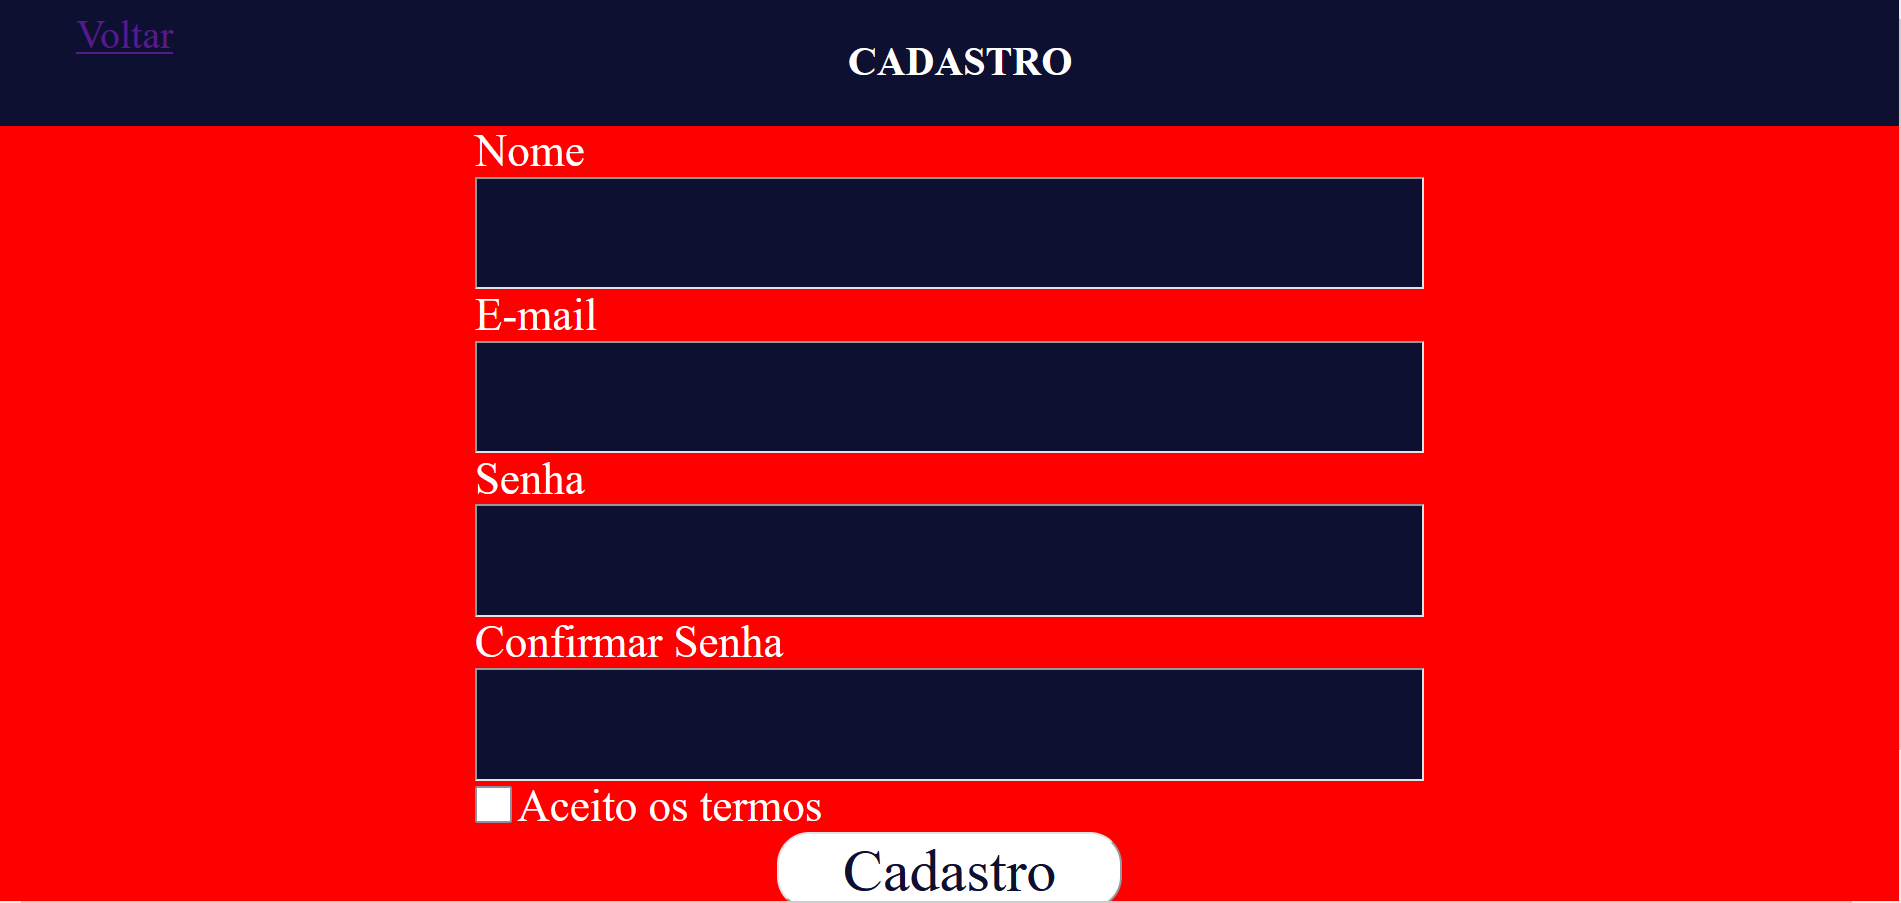 Voltar
CADASTRO
Nome
E-mail
Senha
Confirmar Senha
Aceito os termos
Cadastro